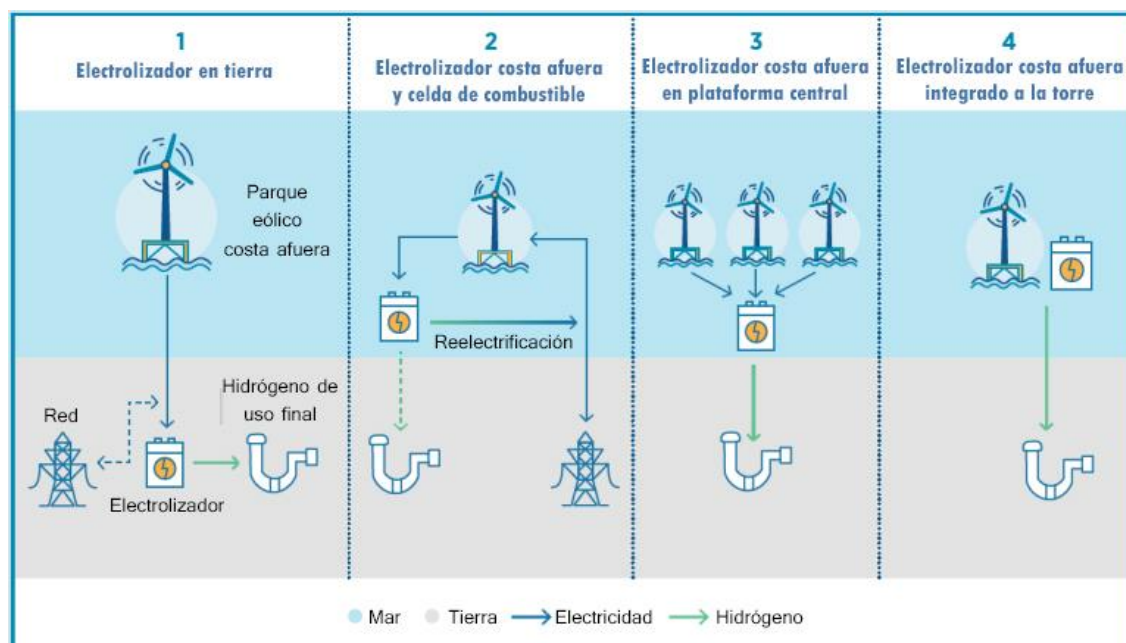 1
Electrolizador en tierra
2
Electrolizador costa afuera
y celda de combustible
3
Electrolizador costa afuera
en plataforma central
4
Electrolizador costa afuera
integrado a la torre
Parque
eólico
costa afuera
Red
Hidrógeno de
uso final
Electrolizador
Reelectrificación
Mar
Tierra
Electricidad
Hidrógeno